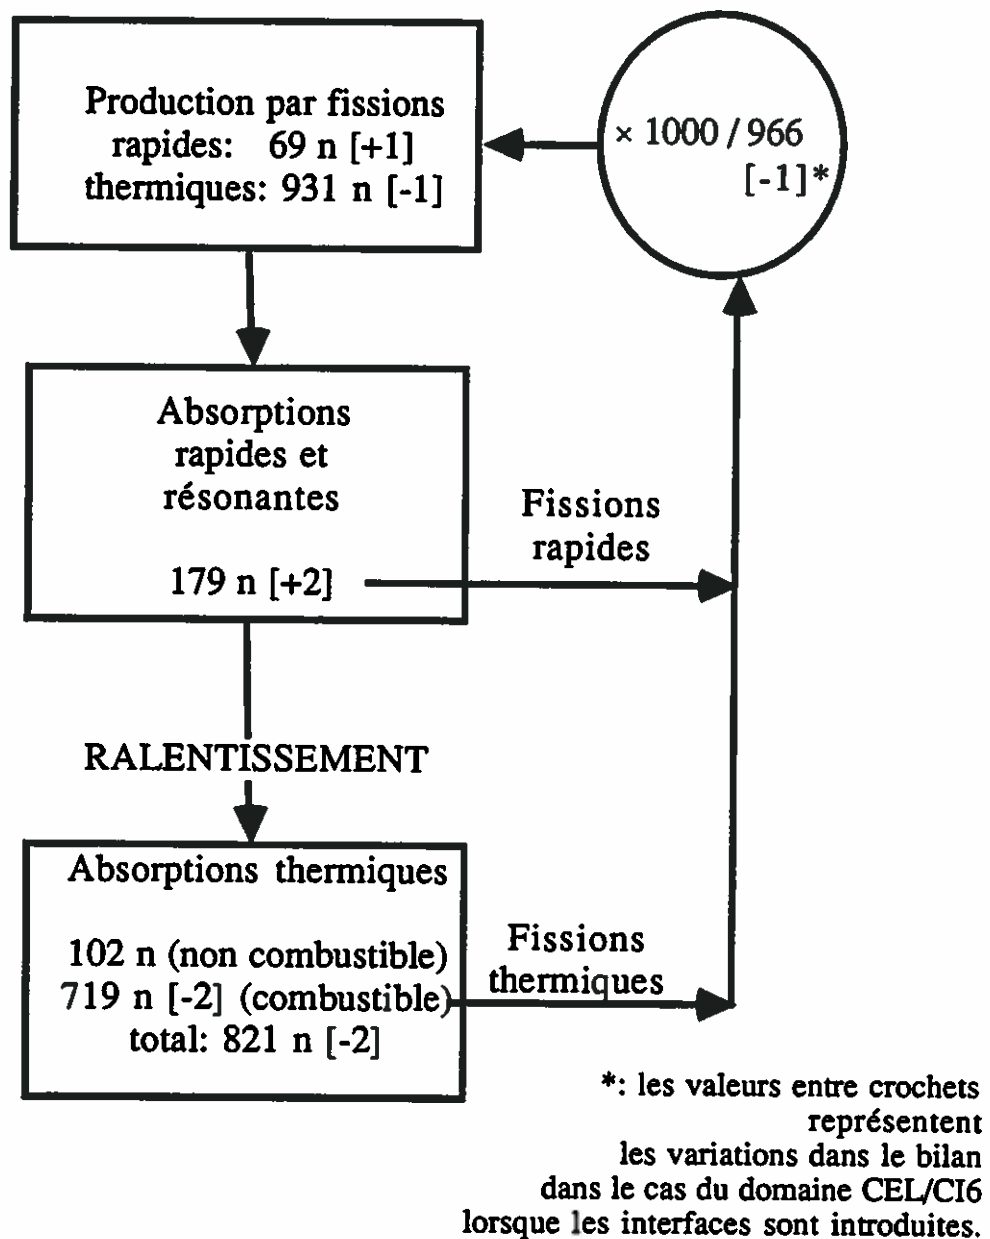 Production par fissions
rapides: 69 n [+1]
thermiques: 931 n [-1]
× 1000 / 966
[-1]*
Absorptions
rapides et
résonantes
179 n [+2]
Fissions
rapides
RALENTISSEMENT
Absorptions thermiques
102 n (non combustible)
719 n [-2] (combustible)
total: 821 n [-2]
Fissions
thermiques
*: les valeurs entre crochets
représentent
les variations dans le bilan
dans le cas du domaine CEL/CI6
lorsque les interfaces sont introduites.